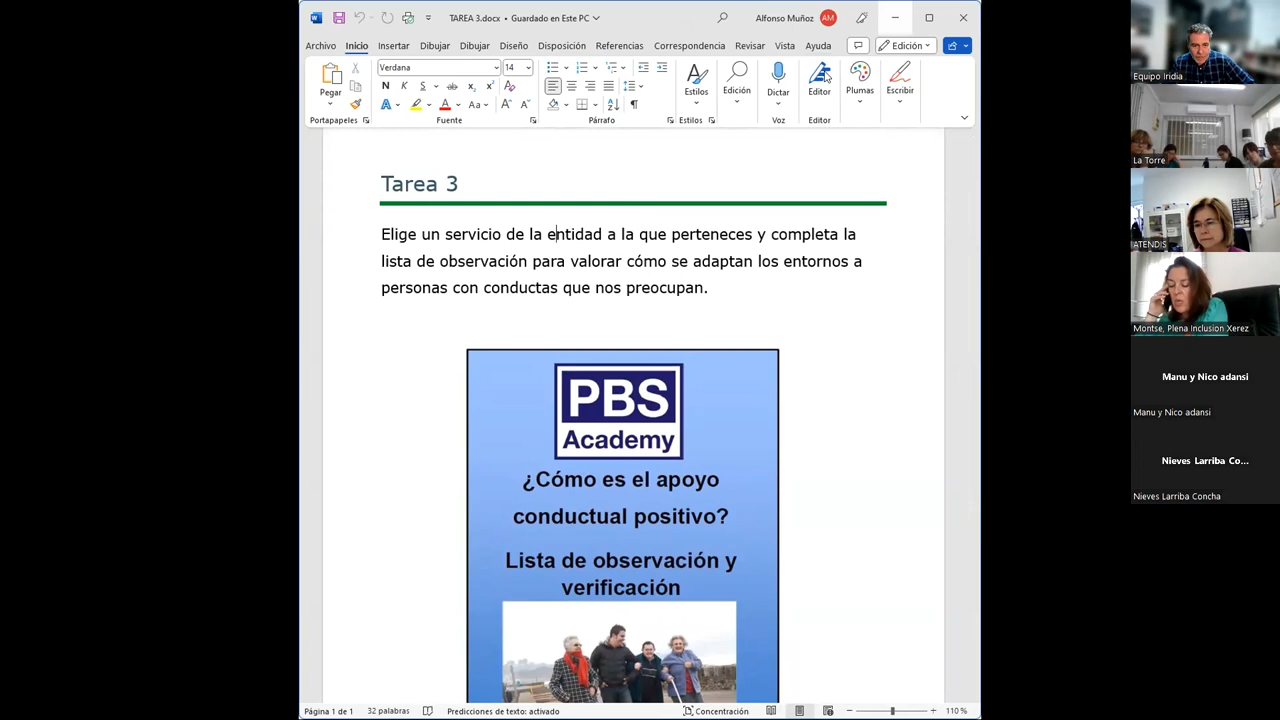 TAREA 3.docx • Guardado en Este PC
Alfonso Muñoz
AM
Archivo
Inicio
Insertar
Dibujar
Dibujar
Diseño
Disposición
Referencias
Correspondencia
Revisar
Vista
Ayuda
Edición
Verdana
14
Pegar
N
K
S
ab
x₂
x²
A
A
Aa
A
A
Estilos
Edición
Dictar
Editor
Plumas
Escribir
Portapapeles
Fuente
Párrafo
Estilos
Voz
Editor
Tarea 3
Elige un servicio de la entidad a la que perteneces y completa la
lista de observación para valorar cómo se adaptan los entornos a
personas con conductas que nos preocupan.
PBS
Academy
¿Cómo es el apoyo
conductual positivo?
Lista de observación y
verificación
Página 1 de 1
32 palabras
Predicciones de texto: activado
Concentración
110 %
Equipo Iridia
La Torre
ATENDIS
Montse, Plena Inclusion Xerez
Manu y Nico adansi
Manu y Nico adansi
Nieves Larriba Co...
Nieves Larriba Concha